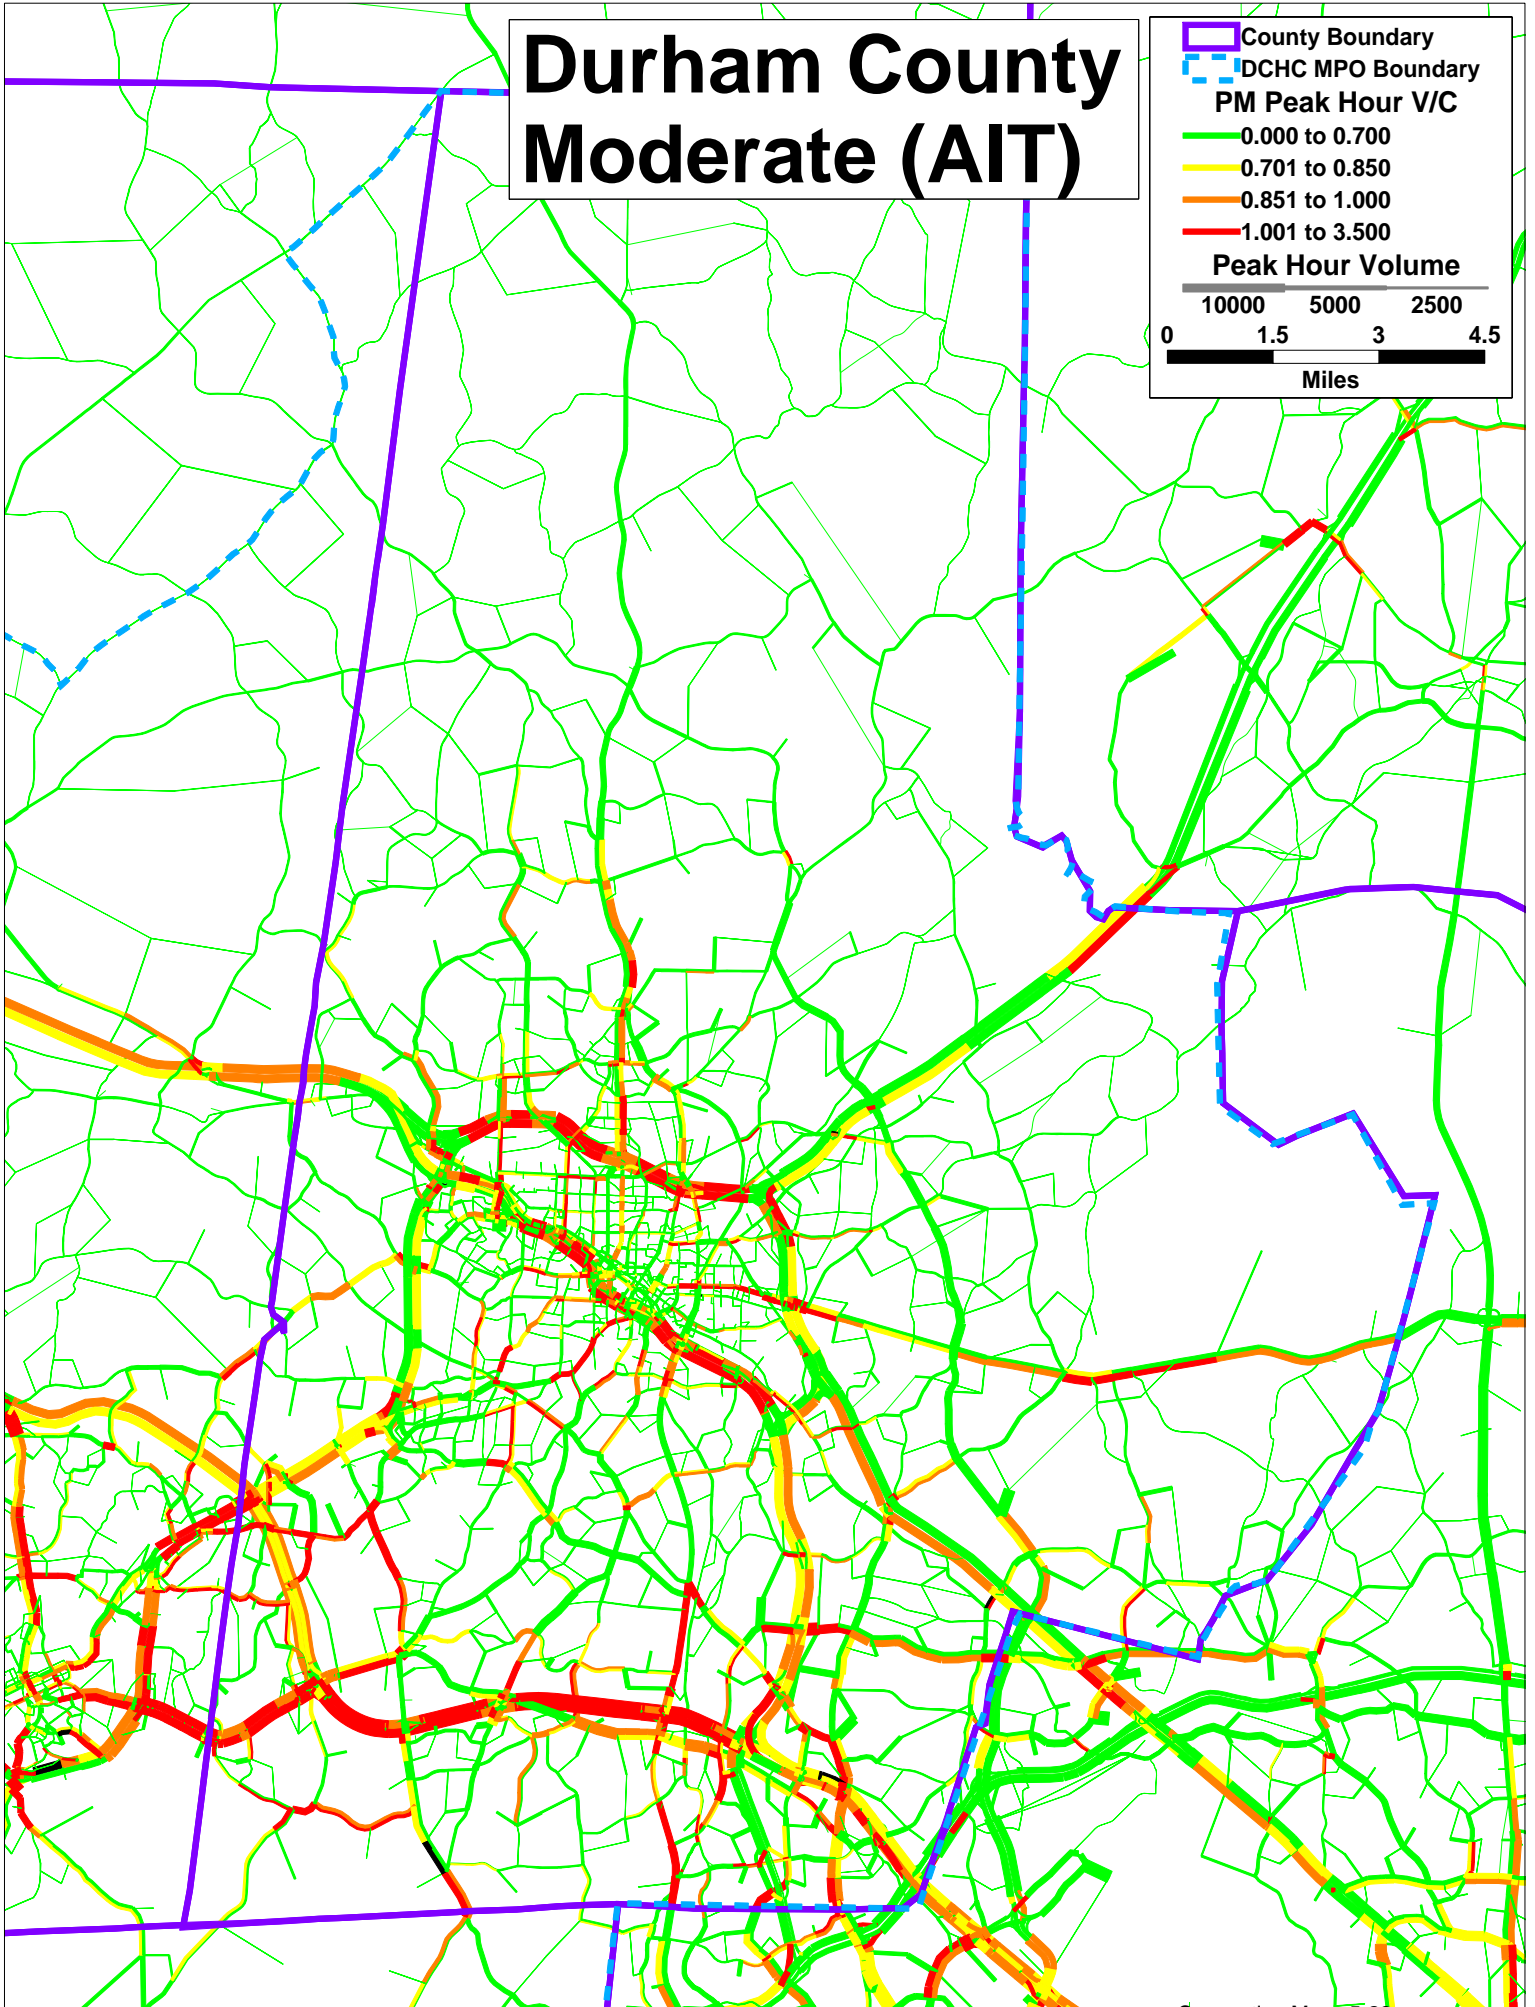 Durham County
Moderate (AIT)
County Boundary
DCHC MPO Boundary
PM Peak Hour V/C
0.000 to 0.700
0.701 to 0.850
0.851 to 1.000
1.001 to 3.500
Peak Hour Volume
10000 5000 2500
0 1.5 3 4.5
Miles